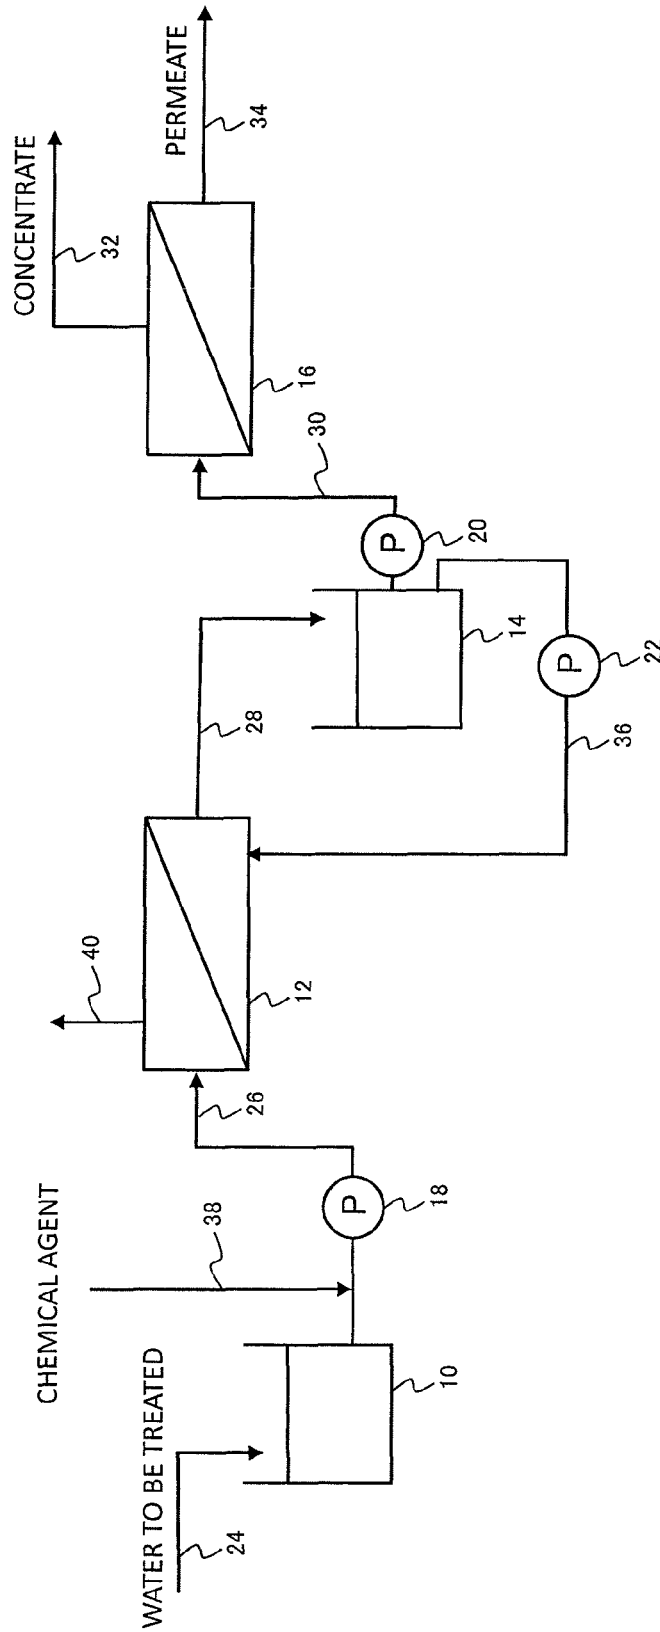 WATER TO BE TREATED
24
10
CHEMICAL AGENT
38
P
18
26
12
40
28
14
P
20
P
22
36
30
16
CONCENTRATE
32
PERMEATE
34